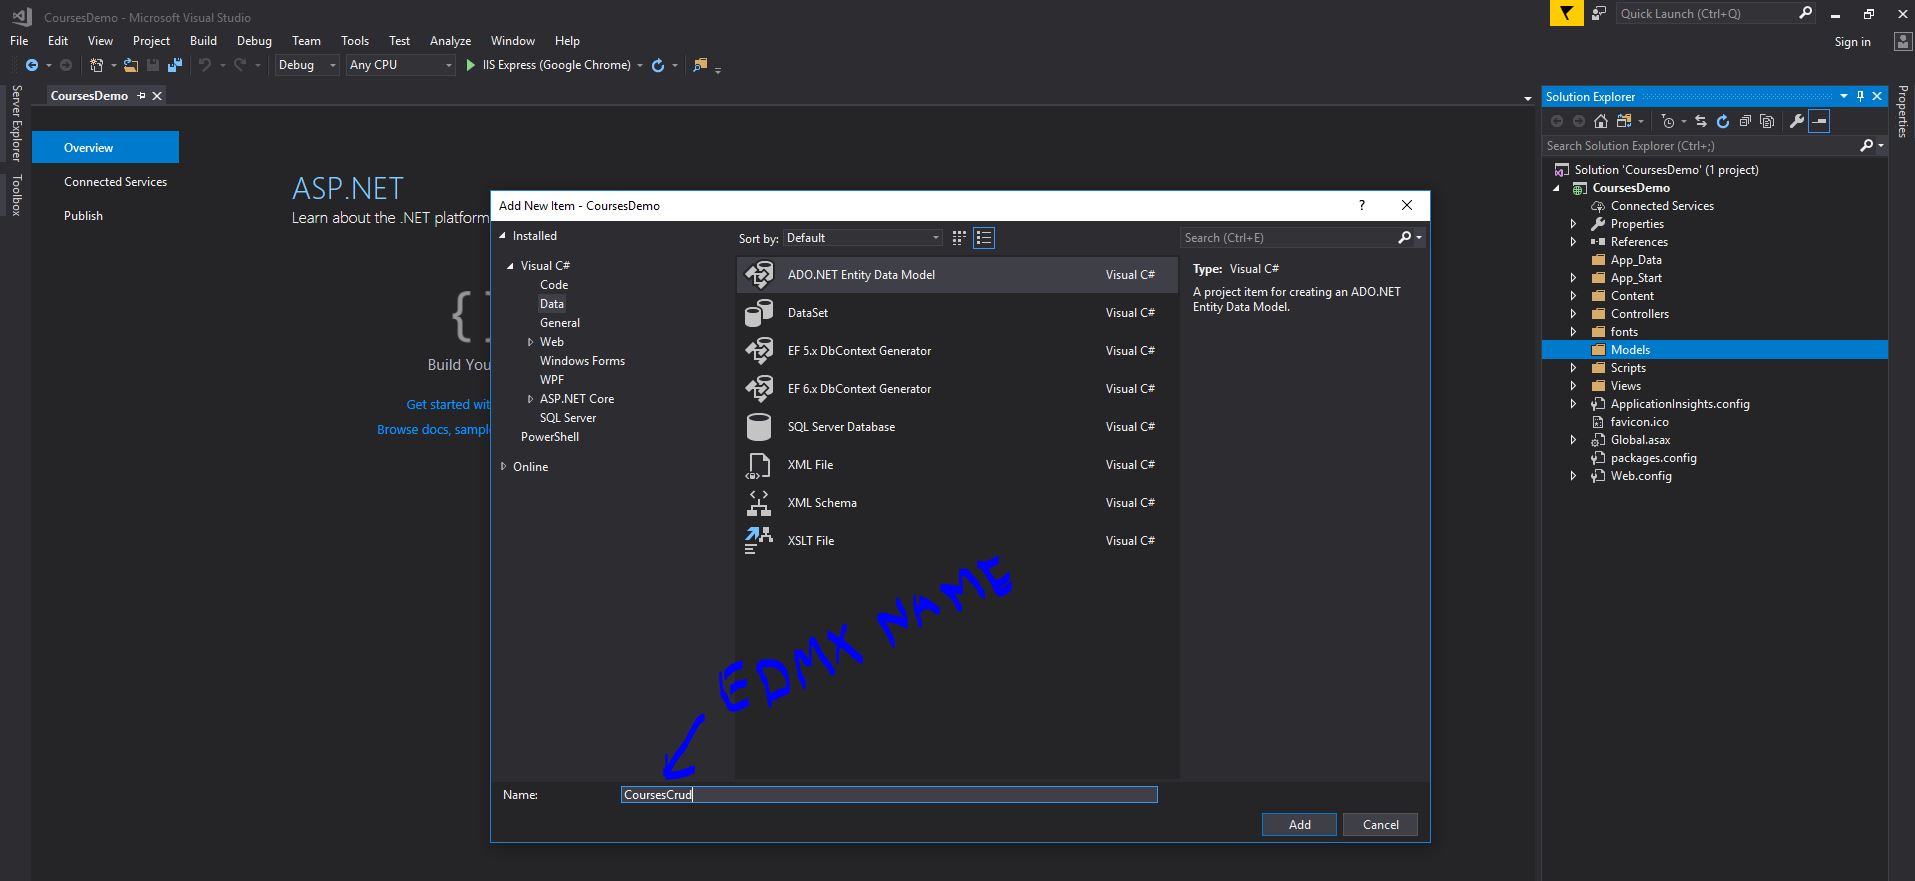 CoursesDemo - Microsoft Visual Studio
Quick Launch (Ctrl+Q)
File Edit View Project Build Debug Team Tools Test Analyze Window Help
Sign in
Debug Any CPU IIS Express (Google Chrome)
Server Explorer
Toolbox
CoursesDemo
Overview
Connected Services
Publish
ASP.NET
Learn about the .NET platform
Build You
Get started wit
Browse docs, sampl
Add New Item - CoursesDemo
?
Installed
Visual C#
Code
Data
General
Web
Windows Forms
WPF
ASP.NET Core
SQL Server
PowerShell
Online
Sort by: Default
Search (Ctrl+E)
ADO.NET Entity Data Model Visual C#
DataSet Visual C#
EF 5.x DbContext Generator Visual C#
EF 6.x DbContext Generator Visual C#
SQL Server Database Visual C#
XML File Visual C#
XML Schema Visual C#
XSLT File Visual C#
Type: Visual C#
A project item for creating an ADO.NET
Entity Data Model.
EDMX NAME
Name: CoursesCrud
Add Cancel
Solution Explorer
Search Solution Explorer (Ctrl+;)
Solution 'CoursesDemo' (1 project)
CoursesDemo
Connected Services
Properties
References
App_Data
App_Start
Content
Controllers
fonts
Models
Scripts
Views
ApplicationInsights.config
favicon.ico
Global.asax
packages.config
Web.config
Properties